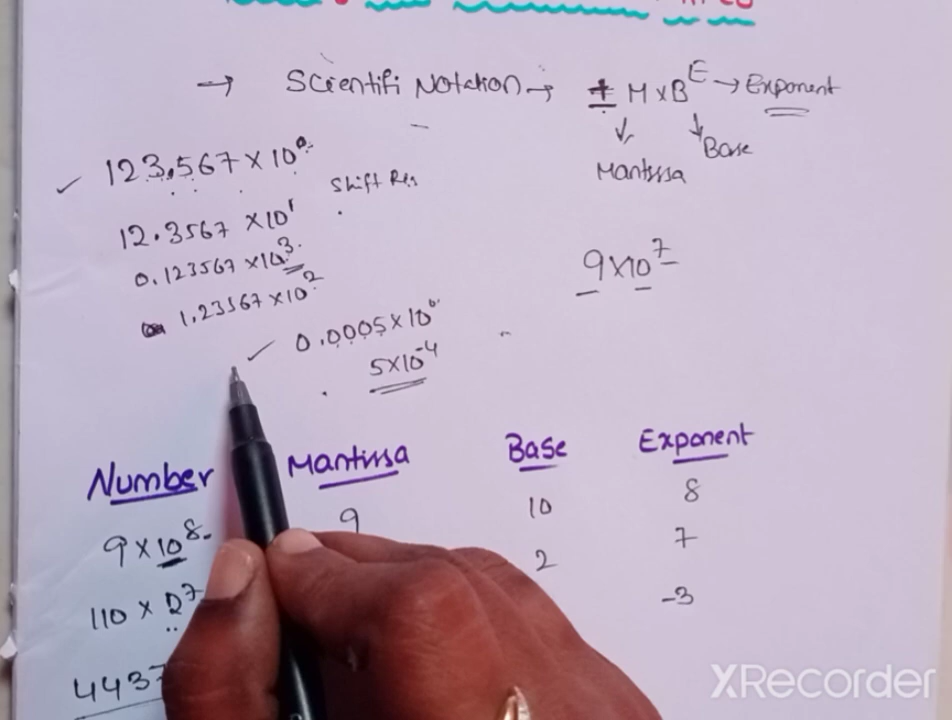 → Scientifi Notation → ± M × B^E → Exponent
Mantissa
Base
123.567 × 10^0
Shift
12.3567 × 10^1
0.123567 × 10^3
1.23567 × 10^2
9 × 10^7
0.0005 × 10^0
5 × 10^-4
Number Mantissa Base Exponent
9 × 10^8 9 10 8
110 × 2^7 2 7
-3
4437
XRecorder